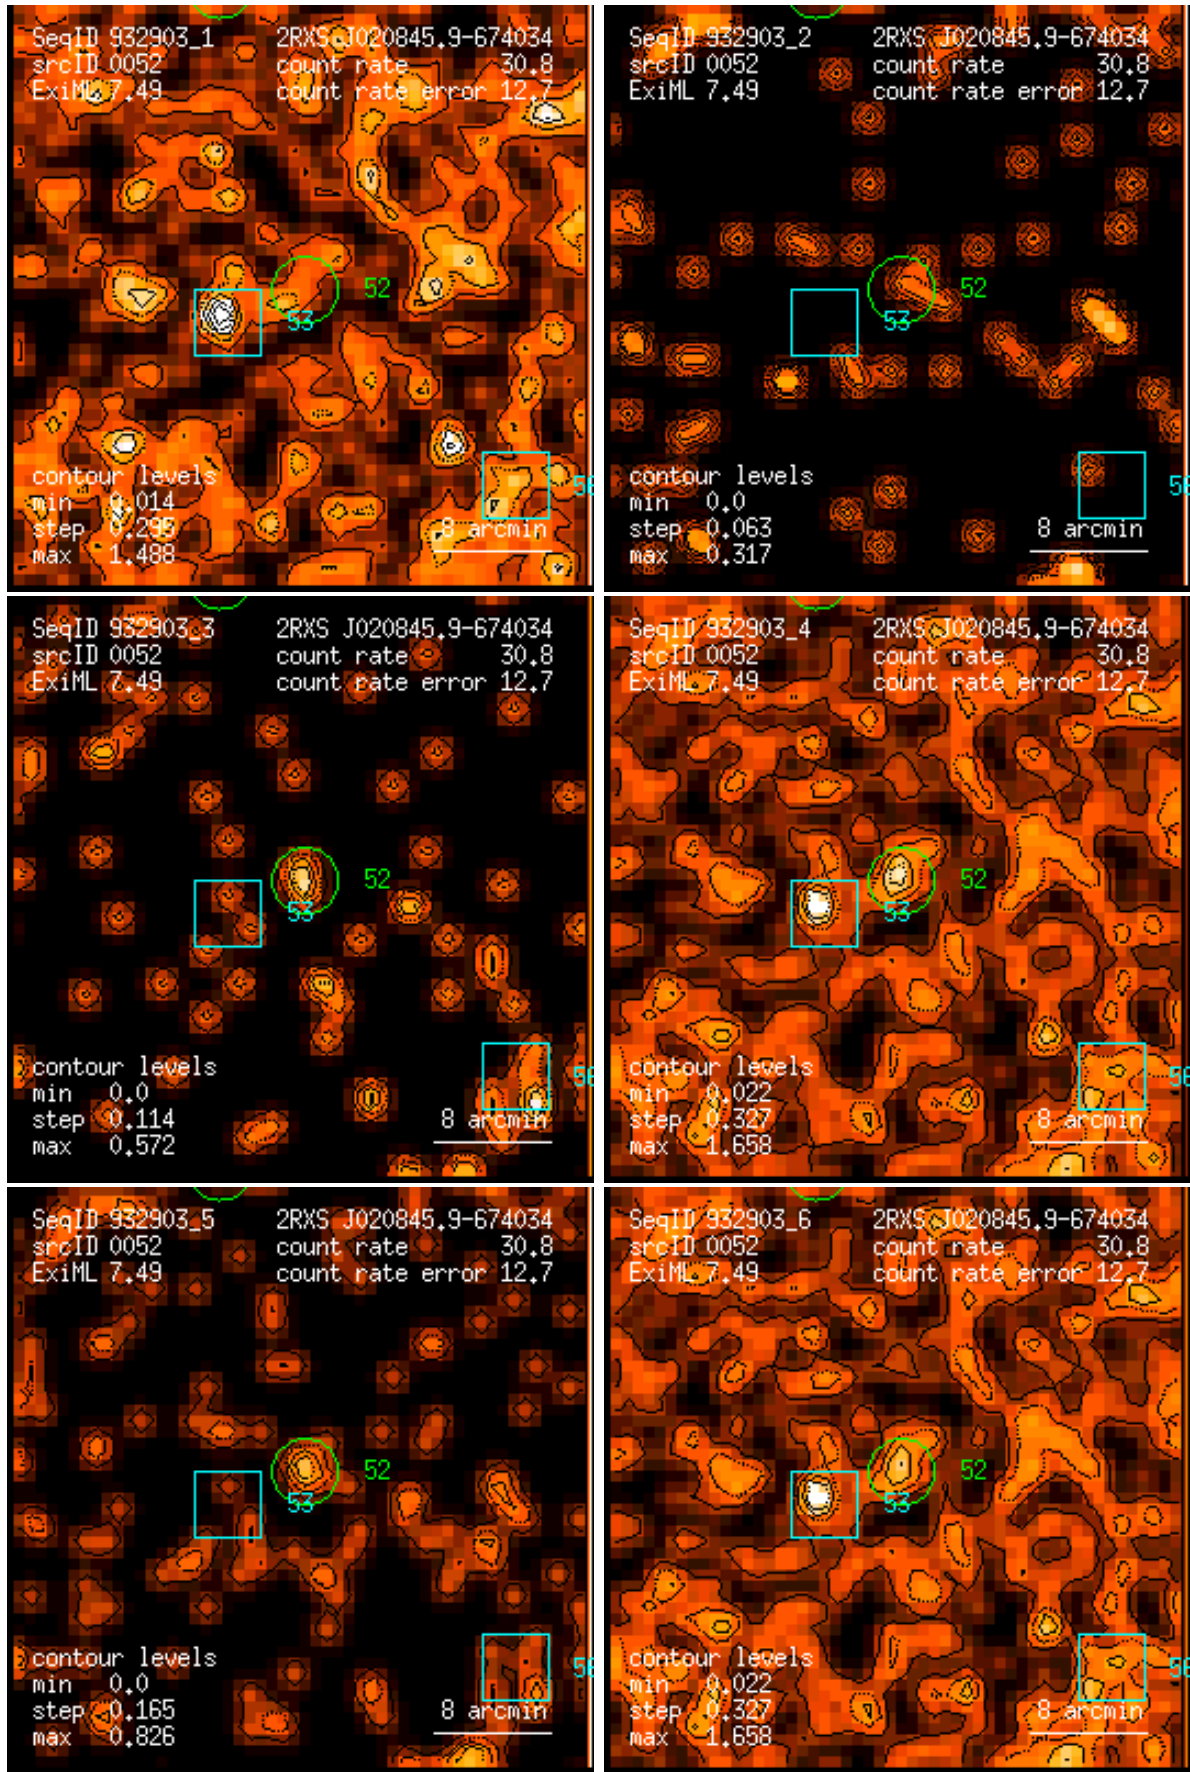 SeqID 932903_1 2RXS J020845.9-674034
srcID 0052 count rate 30.8
ExiML 7.49 count rate error 12.7
52
53
contour levels
min 0.014
step 0.295
max 1.488
8 arcmin
SeqID 932903_2 2RXS J020845.9-674034
srcID 0052 count rate 30.8
ExiML 7.49 count rate error 12.7
52
53
contour levels
min 0.0
step 0.063
max 0.317
8 arcmin
SeqID 932903_3 2RXS J020845.9-674034
srcID 0052 count rate 30.8
ExiML 7.49 count rate error 12.7
52
53
contour levels
min 0.0
step 0.114
max 0.572
8 arcmin
SeqID 932903_4 2RXS J020845.9-674034
srcID 0052 count rate 30.8
ExiML 7.49 count rate error 12.7
52
53
contour levels
min 0.022
step 0.327
max 1.658
8 arcmin
SeqID 932903_5 2RXS J020845.9-674034
srcID 0052 count rate 30.8
ExiML 7.49 count rate error 12.7
52
53
contour levels
min 0.0
step 0.165
max 0.826
8 arcmin
SeqID 932903_6 2RXS J020845.9-674034
srcID 0052 count rate 30.8
ExiML 7.49 count rate error 12.7
52
53
contour levels
min 0.022
step 0.327
max 1.658
8 arcmin